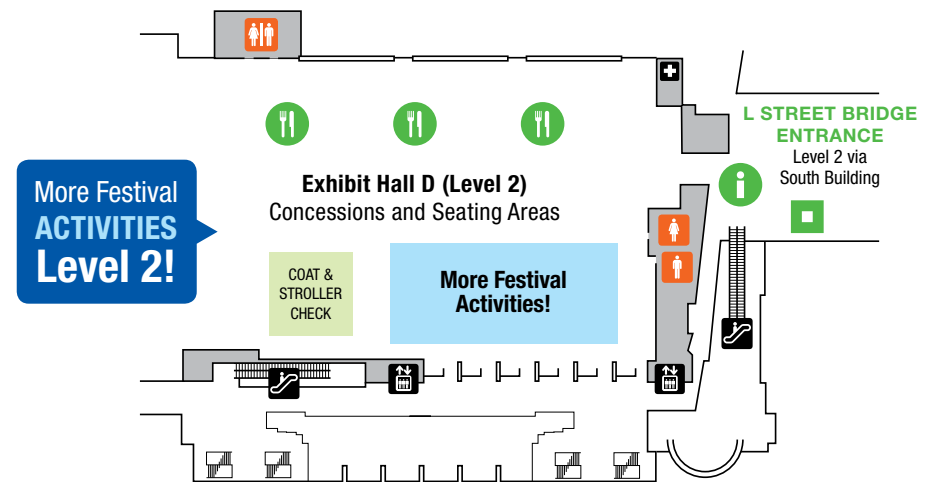 L STREET BRIDGE
ENTRANCE
Level 2 via
South Building
More Festival
ACTIVITIES
Level 2!
Exhibit Hall D (Level 2)
Concessions and Seating Areas
COAT &
STROLLER
CHECK
More Festival
Activities!